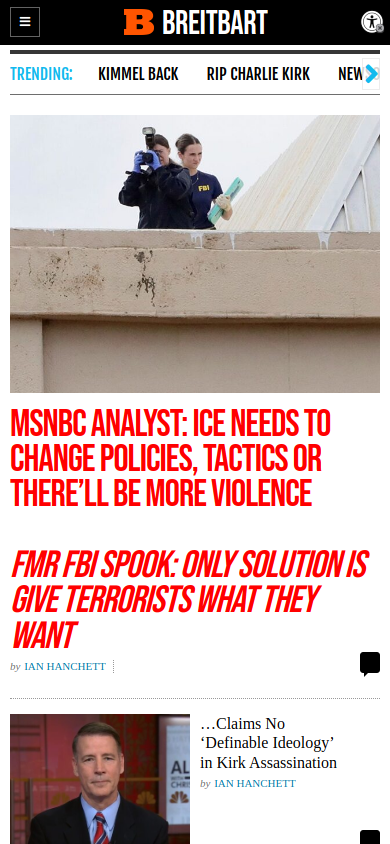 BREITBART
TRENDING: KIMMEL BACK RIP CHARLIE KIRK NEW
FBI
MSNBC ANALYST: ICE NEEDS TO
CHANGE POLICIES, TACTICS OR
THERE’LL BE MORE VIOLENCE
FMR FBI SPOOK: ONLY SOLUTION IS
GIVE TERRORISTS WHAT THEY
WANT
by IAN HANCHETT
…Claims No
‘Definable Ideology’
in Kirk Assassination
by IAN HANCHETT
AL
CHRIS